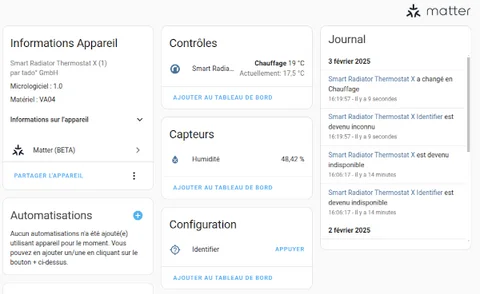 matter
Informations Appareil
Smart Radiator Thermostat X (1)
par tado° GmbH
Micrologiciel : 1.0
Matériel : VA04
Informations sur l'appareil
Matter (BETA)
PARTAGER L'APPAREIL
Automatisations
Aucun automatisations n'a été ajouté(e)
utilisant appareil pour le moment. Vous
pouvez en ajouter un/une en cliquant sur le
bouton + ci-dessus.
Contrôles
Smart Radia...
Chauffage 19 °C
Actuellement: 17,5 °C
AJOUTER AU TABLEAU DE BORD
Capteurs
Humidité
48,42 %
AJOUTER AU TABLEAU DE BORD
Configuration
Identifier
APPUYER
AJOUTER AU TABLEAU DE BORD
Journal
3 février 2025
Smart Radiator Thermostat X a changé en
Chauffage
16:19:57 - il y a 9 secondes
Smart Radiator Thermostat X Identifier est
devenu inconnu
16:19:57 - il y a 9 secondes
Smart Radiator Thermostat X est devenu
indisponible
16:06:17 - il y a 14 minutes
Smart Radiator Thermostat X Identifier est
devenu indisponible
16:06:17 - il y a 14 minutes
2 février 2025